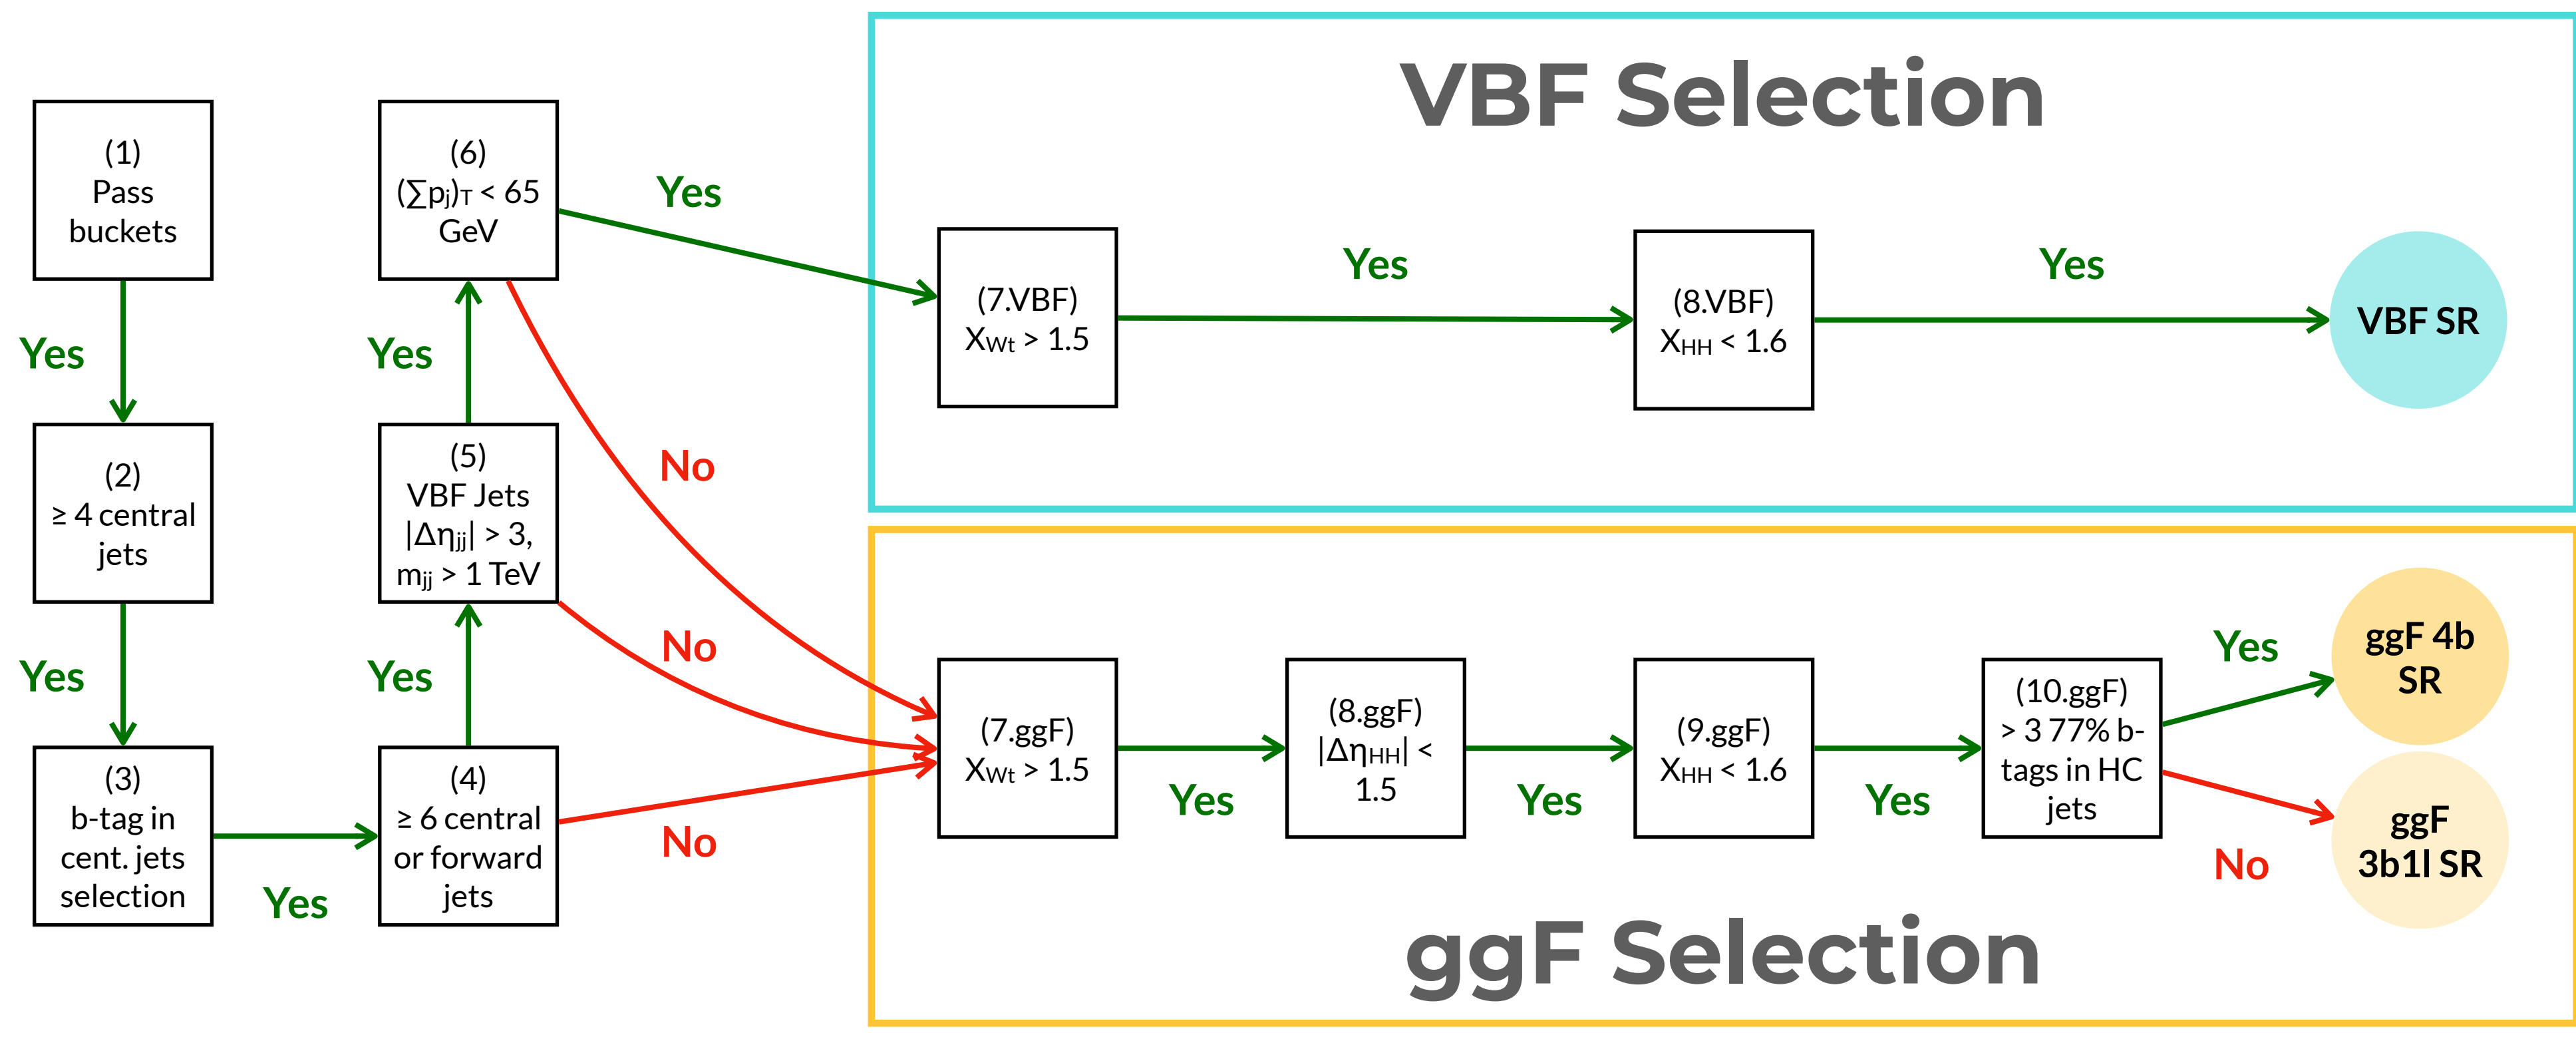 (1)
Pass
buckets
Yes
(2)
≥ 4 central
jets
Yes
(3)
b-tag in
cent. jets
selection
Yes
(4)
≥ 6 central
or forward
jets
Yes
No
(5)
VBF Jets
|Δηjj| > 3,
mjj > 1 TeV
Yes
No
(6)
(∑pj)T < 65
GeV
Yes
No
VBF Selection
(7.VBF)
XWt > 1.5
Yes
(8.VBF)
XHH < 1.6
Yes
VBF SR
(7.ggF)
XWt > 1.5
Yes
(8.ggF)
|ΔηHH| <
1.5
Yes
(9.ggF)
XHH < 1.6
Yes
(10.ggF)
> 3 77% b-
tags in HC
jets
Yes
ggF 4b
SR
No
ggF
3b1l SR
ggF Selection